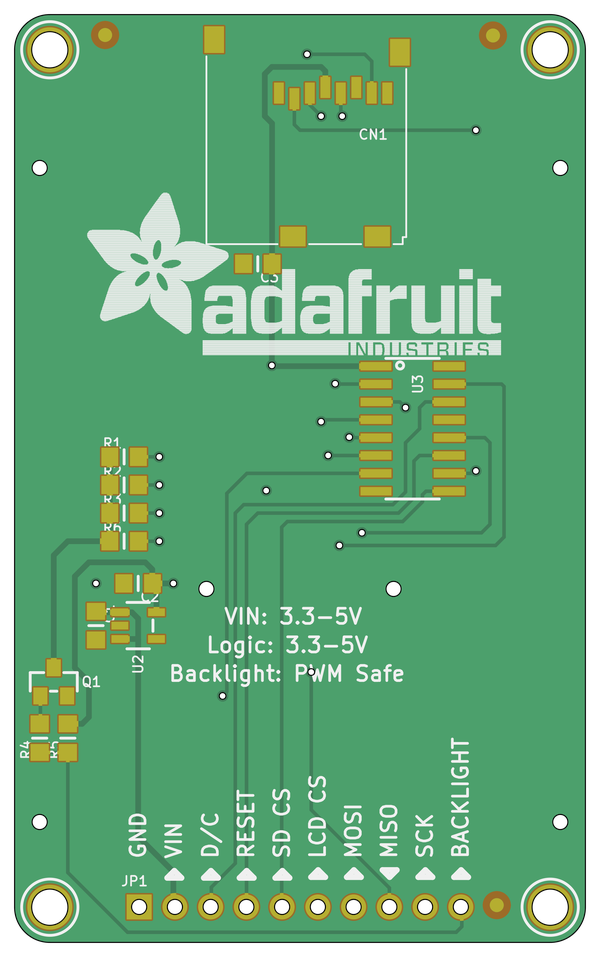 CN1
C3
adafruit
INDUSTRIES
U3
R1
R2
R3
R6
C2
VIN: 3.3-5V
Logic: 3.3-5V
Backlight: PWM Safe
U2
Q1
R4
R5
GND
VIN
D/C
RESET
SD CS
LCD CS
MOSI
MISO
SCK
BACKLIGHT
JP1